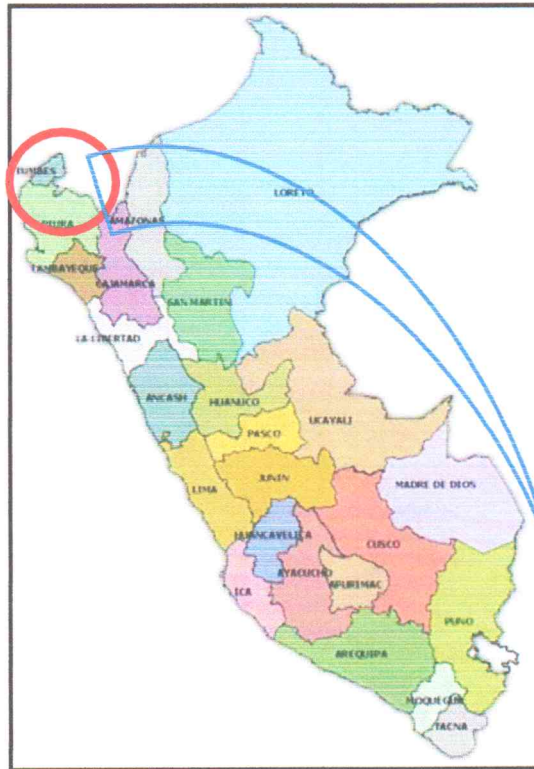 TUMBES
LORETO
PIURA
AMAZONAS
LAMBAYEQUE
CAJAMARCA
SAN MARTIN
LA LIBERTAD
ANCASH
HUANUCO
UCAYALI
PASCO
JUNIN
LIMA
MADRE DE DIOS
HUANCAVELICA
CUSCO
AYACUCHO
APURIMAC
ICA
PUNO
AREQUIPA
MOQUEGUA
TACNA